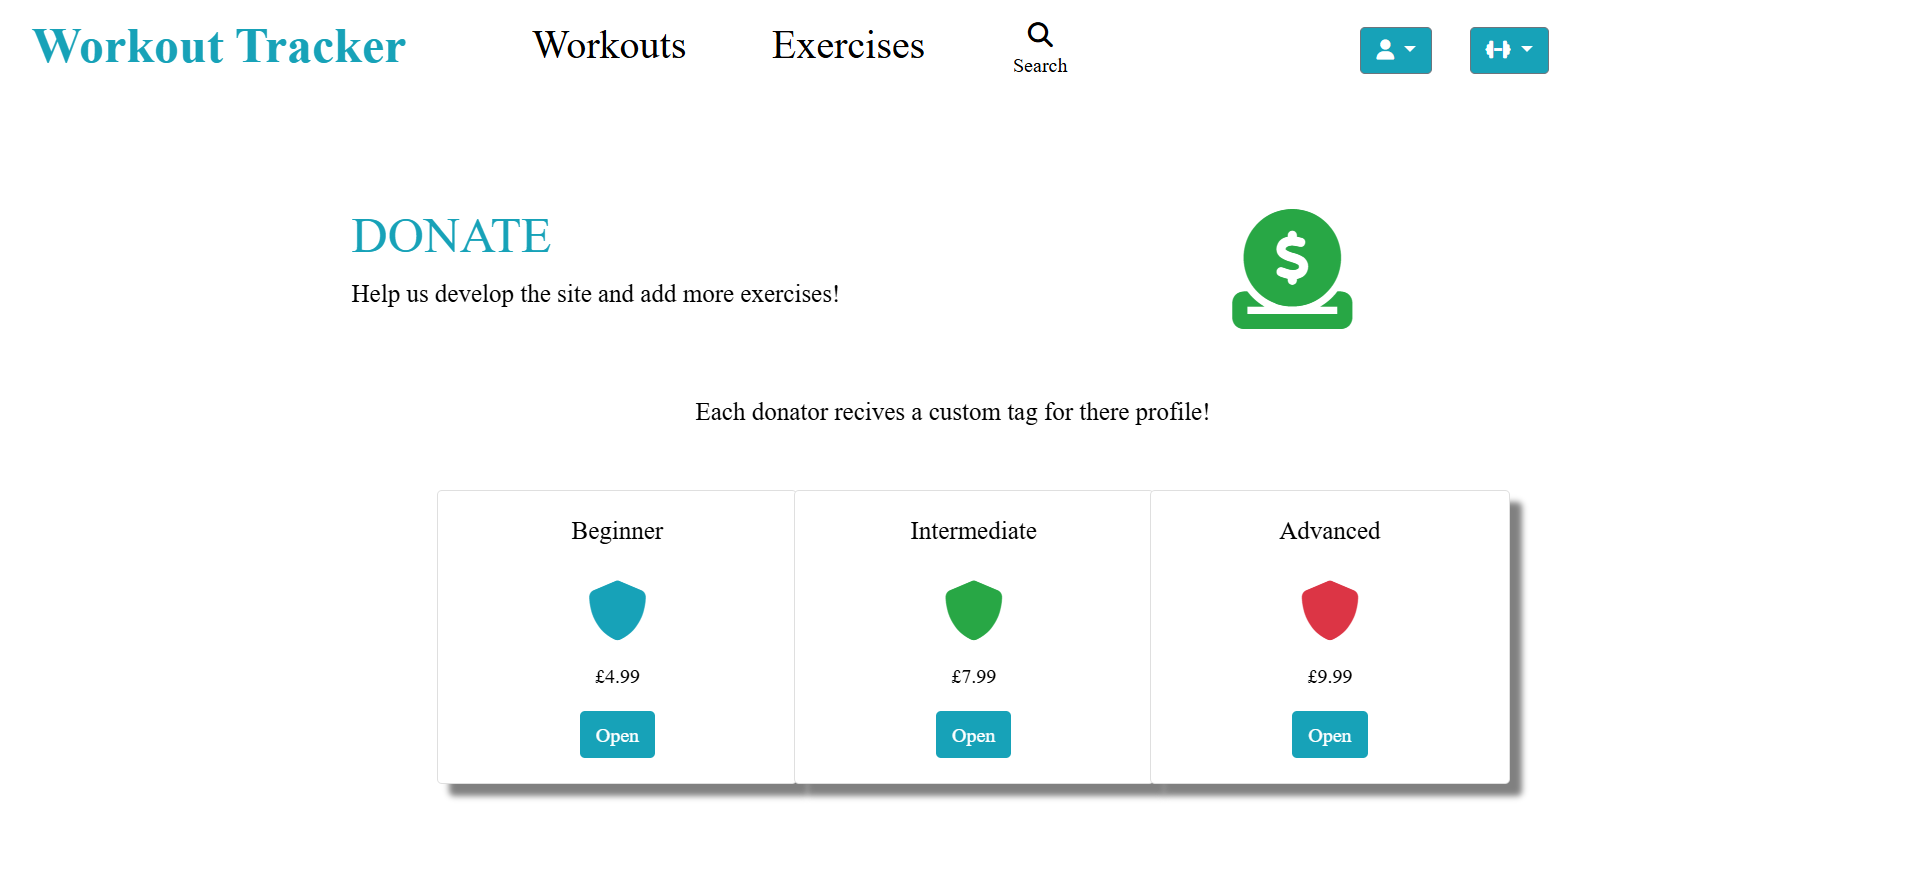 Workout Tracker
Workouts
Exercises
Search
DONATE
Help us develop the site and add more exercises!
$
Each donator recives a custom tag for there profile!
Beginner
Intermediate
Advanced
£4.99
£7.99
£9.99
Open
Open
Open